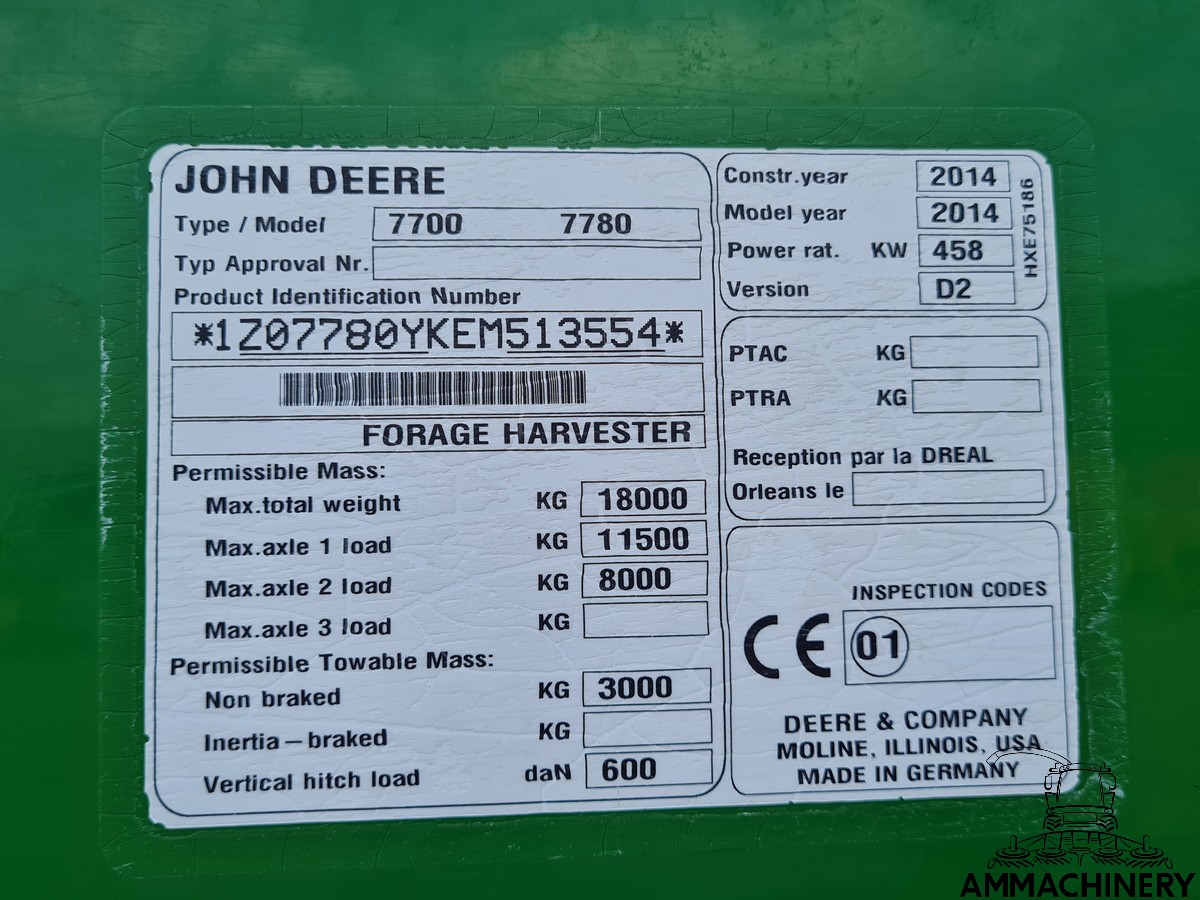 JOHN DEERE
Type / Model 7700 7780
Typ Approval Nr.
Product Identification Number
*1Z07780YKEM513554*
FORAGE HARVESTER
Permissible Mass:
Max.total weight KG 18000
Max.axle 1 load KG 11500
Max.axle 2 load KG 8000
Max.axle 3 load KG
Permissible Towable Mass:
Non braked KG 3000
Inertia-braked KG
Vertical hitch load daN 600
Constr.year 2014
Model year 2014
Power rat. KW 458
Version D2
HXE75186
PTAC KG
PTRA KG
Reception par la DREAL
Orleans le
INSPECTION CODES
CE 01
DEERE & COMPANY
MOLINE, ILLINOIS, USA
MADE IN GERMANY
AMMACHINERY